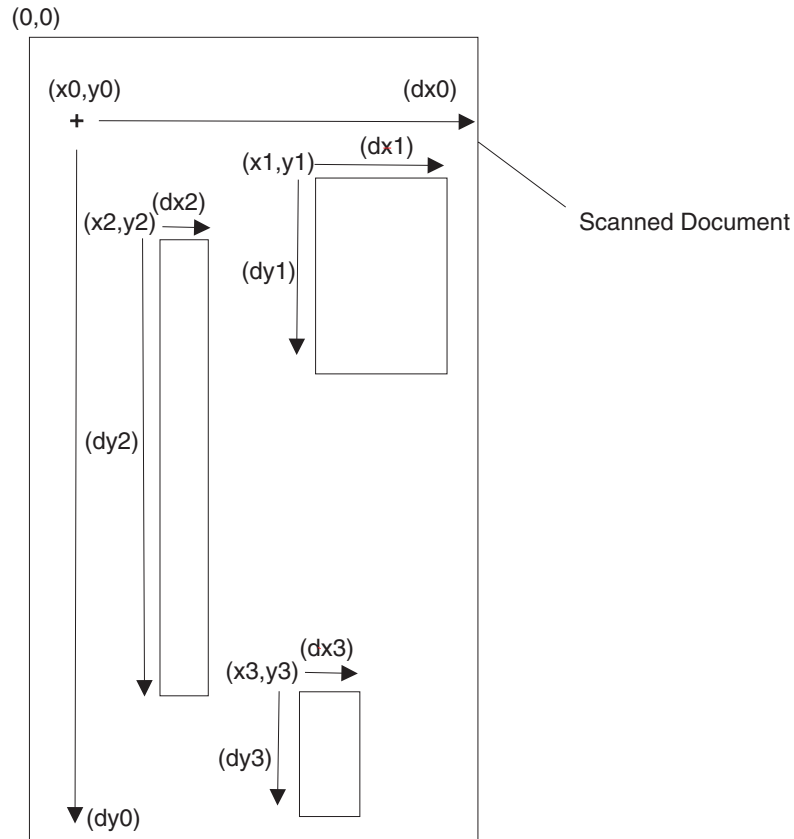 (0,0)
(x0,y0) (dx0)
+
(x1,y1) (dx1)
(dx2)
(x2,y2)
Scanned Document
(dy1)
(dy2)
(dx3)
(x3,y3)
(dy3)
(dy0)